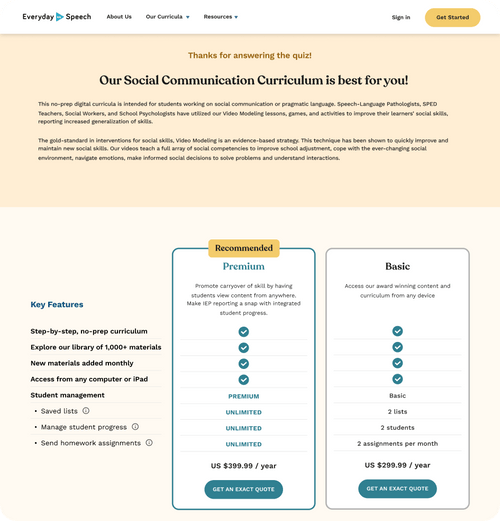 Everyday Speech
About Us
Our Curricula
Resources
Sign in
Get Started
Thanks for answering the quiz!
Our Social Communication Curriculum is best for you!
This no-prep digital curricula is intended for students working on social communication or pragmatic language. Speech-Language Pathologists, SPED
Teachers, Social Workers, and School Psychologists have utilized our Video Modeling lessons, games, and activities to improve their learners' social skills,
reporting increased generalization of skills.
The gold-standard in interventions for social skills, Video Modeling is an evidence-based strategy. This technique has been shown to quickly improve and
maintain new social skills. Our videos teach a full array of social competencies to improve school adjustment, cope with the ever-changing social
environment, navigate emotions, make informed social decisions to solve problems and understand interactions.
Key Features
Step-by-step, no-prep curriculum
Explore our library of 1,000+ materials
New materials added monthly
Access from any computer or iPad
Student management
• Saved lists
• Manage student progress
• Send homework assignments
Recommended
Premium
Promote carryover of skill by having
students view content from anywhere.
Make IEP reporting a snap with integrated
student progress.
PREMIUM
UNLIMITED
UNLIMITED
UNLIMITED
US $399.99 / year
GET AN EXACT QUOTE
Basic
Access our award winning content and
curriculum from any device
Basic
2 lists
2 students
2 assignments per month
US $299.99 / year
GET AN EXACT QUOTE